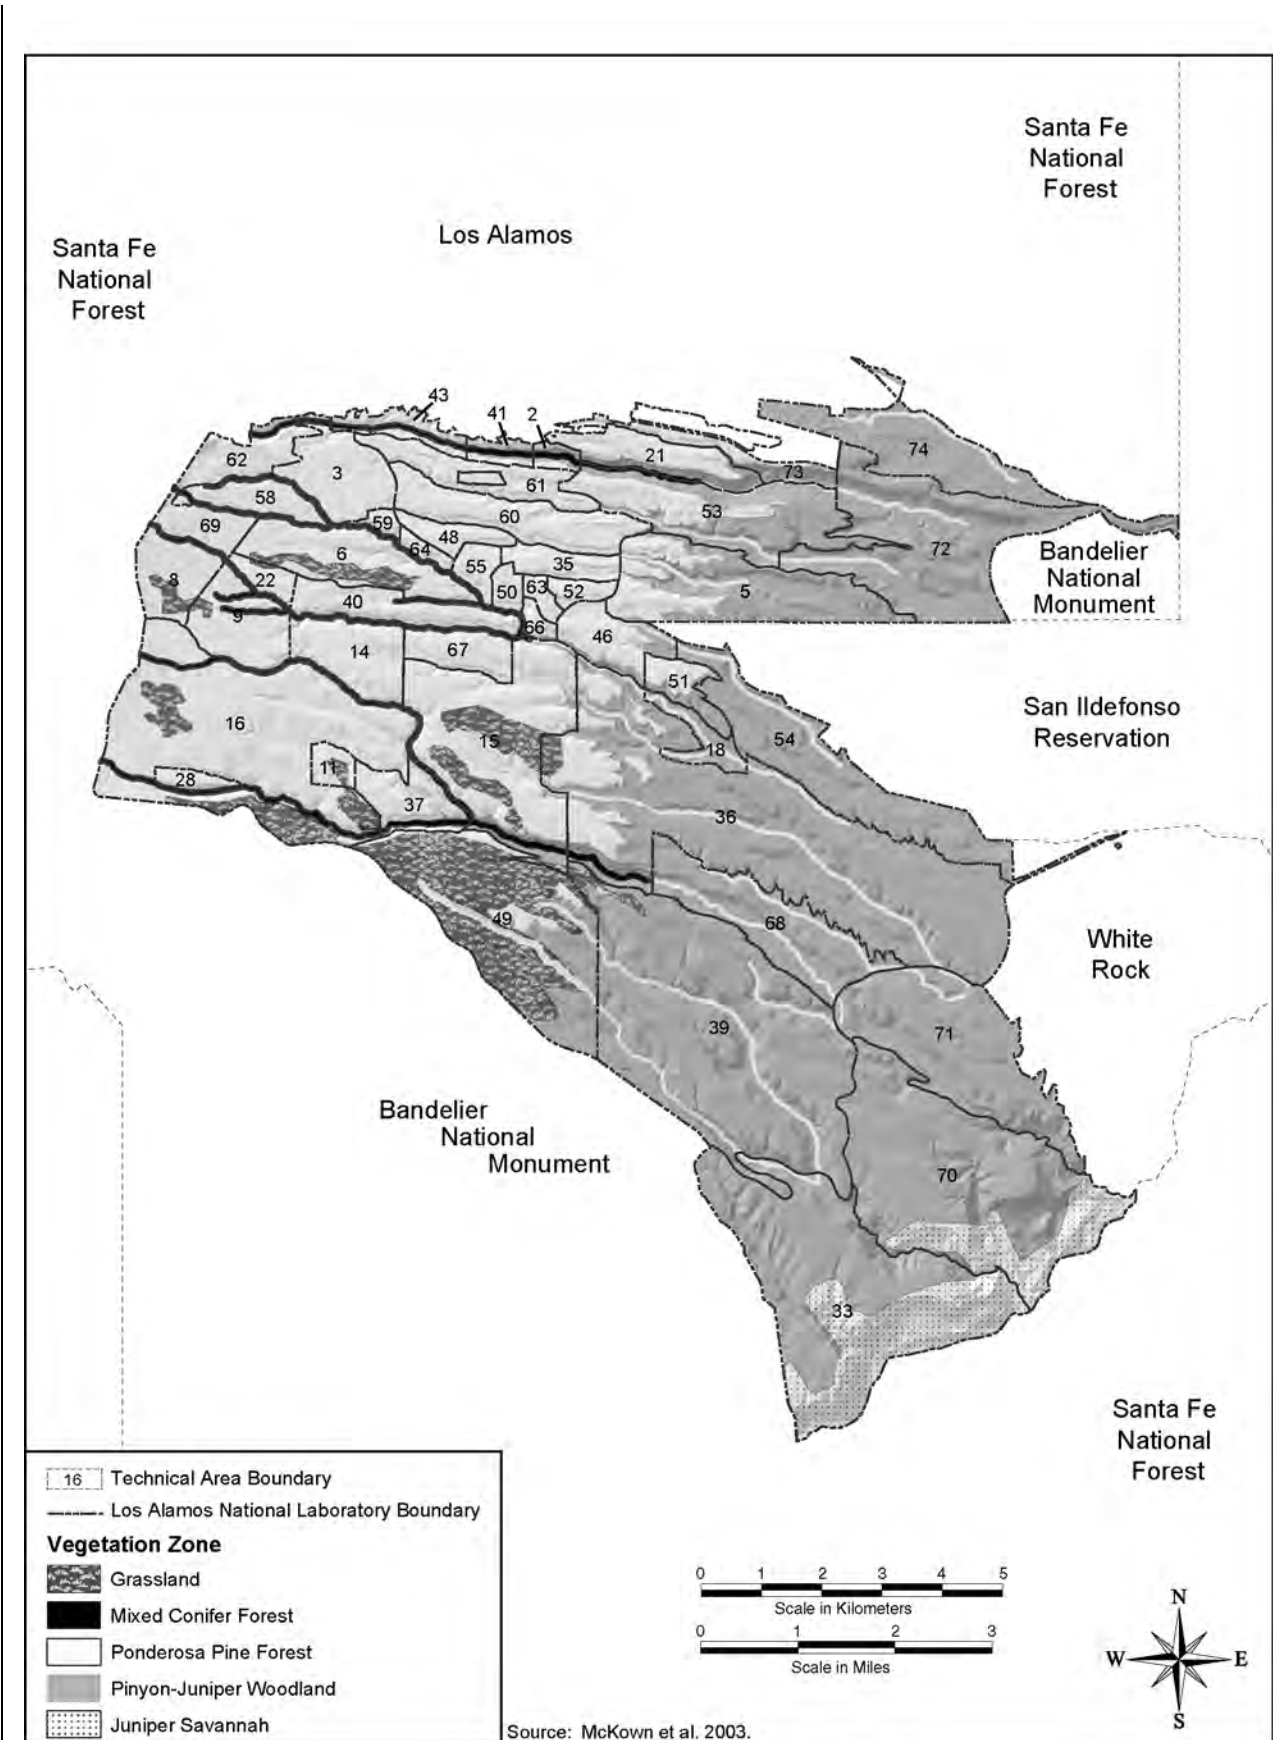 Santa Fe
National
Forest
Los Alamos
Santa Fe
National
Forest
43
41
2
62
3
21
74
73
61
58
53
60
59
69
48
64
6
55
35
72
Bandelier
National
Monument
8
22
50
63
52
5
40
9
66
46
14
67
51
San Ildefonso
Reservation
16
15
18
54
11
28
37
36
49
68
White
Rock
39
71
Bandelier
National
Monument
70
33
Santa Fe
National
Forest
16 Technical Area Boundary
Los Alamos National Laboratory Boundary
Vegetation Zone
Grassland
Mixed Conifer Forest
Ponderosa Pine Forest
Pinyon-Juniper Woodland
Juniper Savannah
0 1 2 3 4 5
Scale in Kilometers
0 1 2 3
Scale in Miles
N
W E
S
Source: McKown et al. 2003.